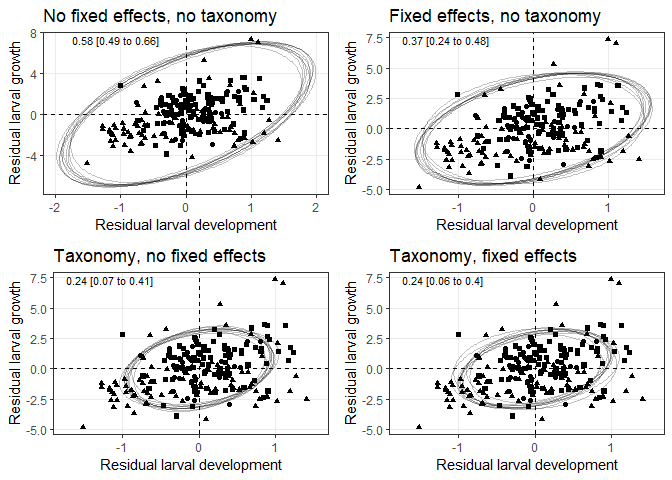 No fixed effects, no taxonomy
0.58 [0.49 to 0.66]
8
4
0
-4
-2
-1
0
1
2
Residual larval growth
Residual larval development
Fixed effects, no taxonomy
0.37 [0.24 to 0.48]
7.5
5.0
2.5
0.0
-2.5
-5.0
-1
0
1
Residual larval growth
Residual larval development
Taxonomy, no fixed effects
0.24 [0.07 to 0.41]
7.5
5.0
2.5
0.0
-2.5
-5.0
-1
0
1
Residual larval growth
Residual larval development
Taxonomy, fixed effects
0.24 [0.06 to 0.4]
7.5
5.0
2.5
0.0
-2.5
-5.0
-1
0
1
Residual larval growth
Residual larval development